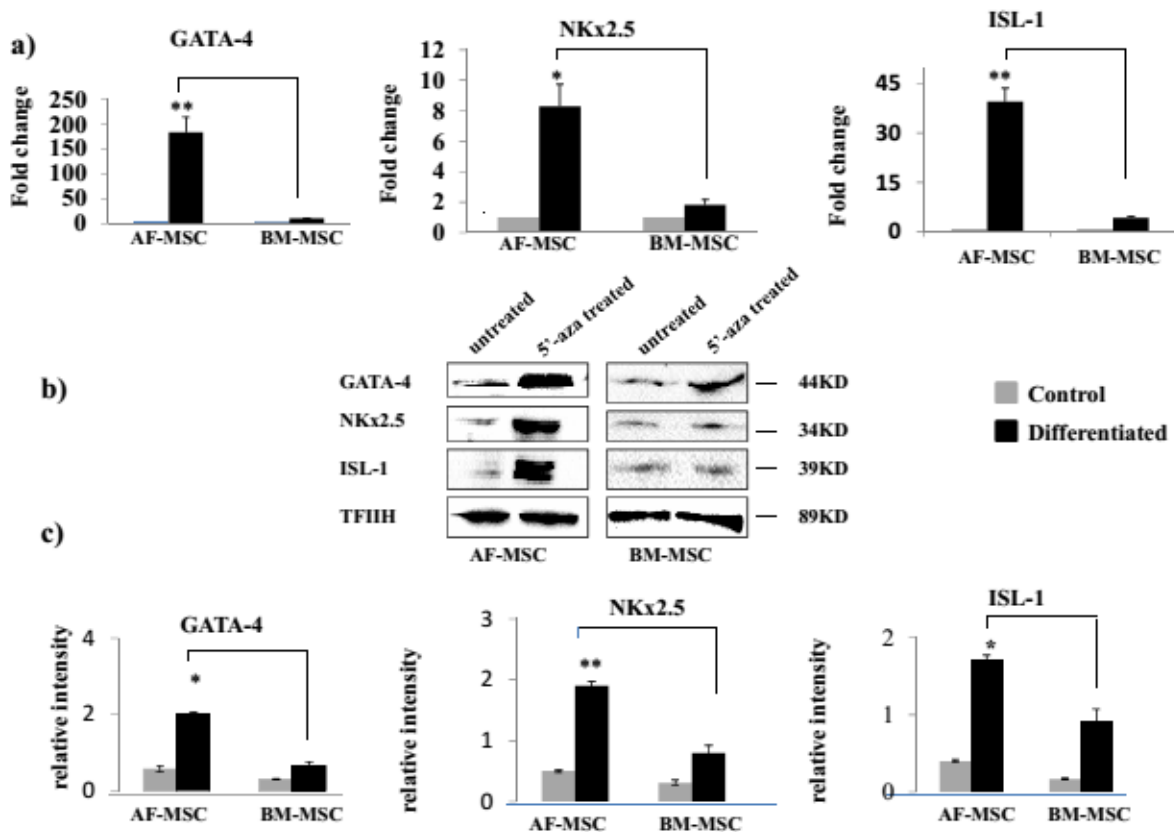 a)
GATA-4
Fold change
250
200
150
100
50
0
**
AF-MSC BM-MSC
NKx2.5
Fold change
12
10
8
6
4
2
0
*
AF-MSC BM-MSC
ISL-1
Fold change
45
30
15
0
**
AF-MSC BM-MSC
b)
untreated 5'-aza treated untreated 5'-aza treated
GATA-4 44KD
NKx2.5 34KD
ISL-1 39KD
TFIIH 89KD
AF-MSC BM-MSC
Control
Differentiated
c)
GATA-4
relative intensity
4
2
0
*
AF-MSC BM-MSC
NKx2.5
relative intensity
3
2
1
0
**
AF-MSC BM-MSC
ISL-1
relative intensity
2
1
0
*
AF-MSC BM-MSC